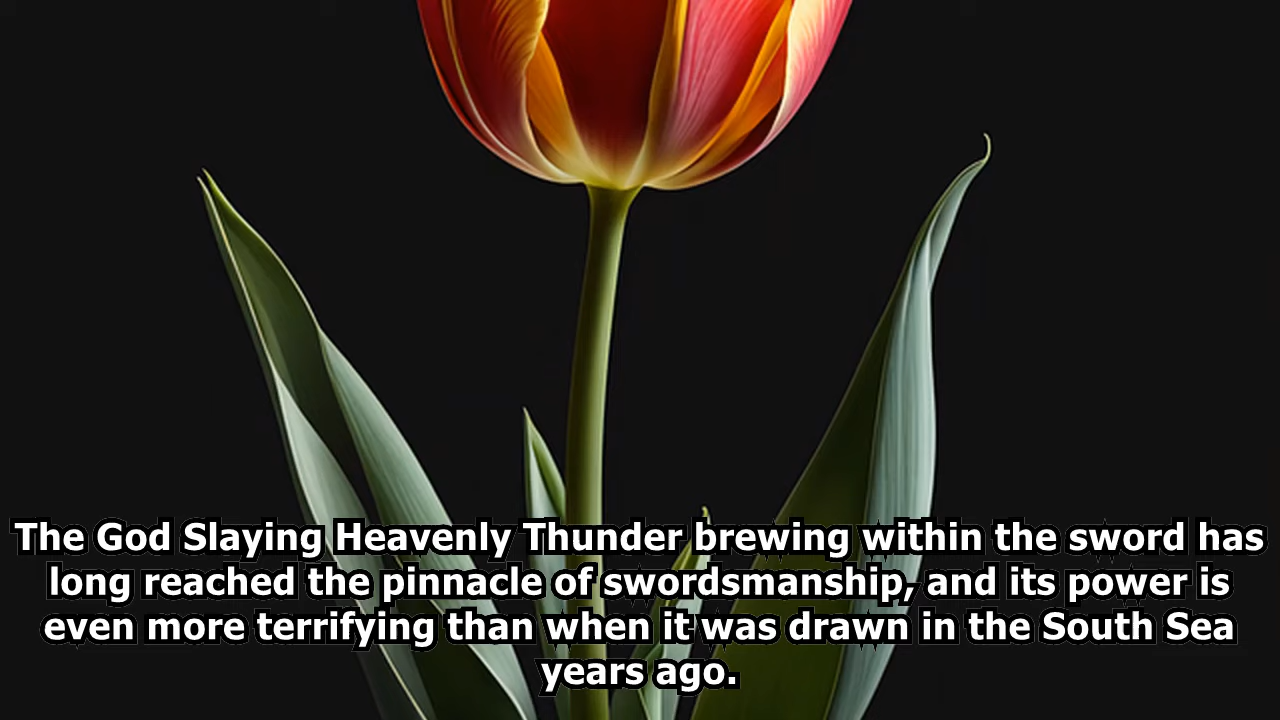 The God Slaying Heavenly Thunder brewing within the sword has
long reached the pinnacle of swordsmanship, and its power is
even more terrifying than when it was drawn in the South Sea
years ago.